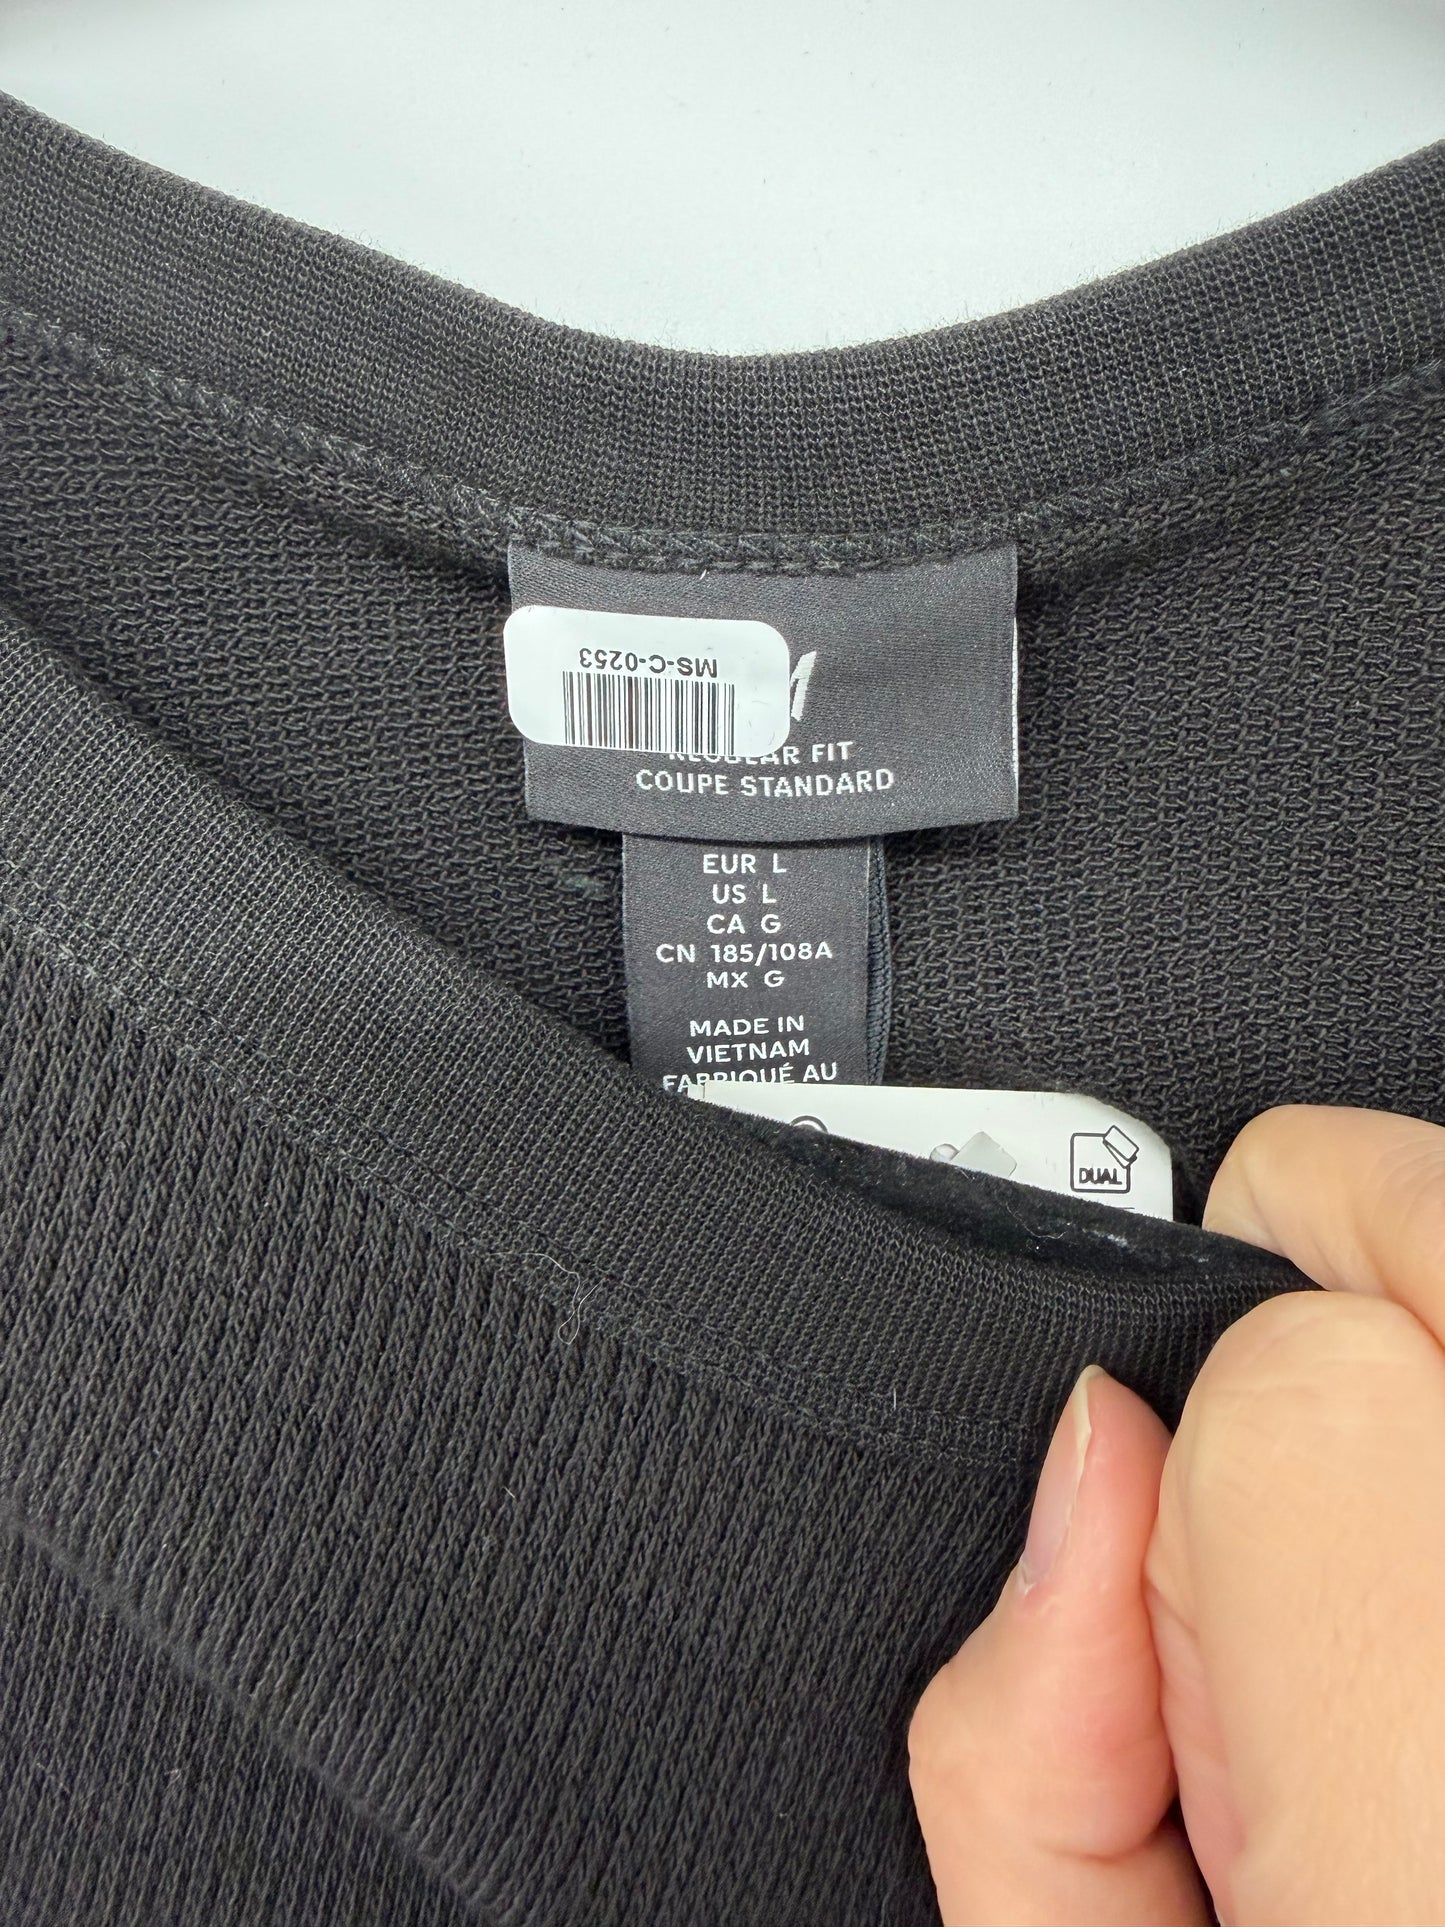 MS-C-0253
REGULAR FIT
COUPE STANDARD
EUR L
US L
CA G
CN 185/108A
MX G
MADE IN
VIETNAM
FABRIQUÉ AU
DUAL